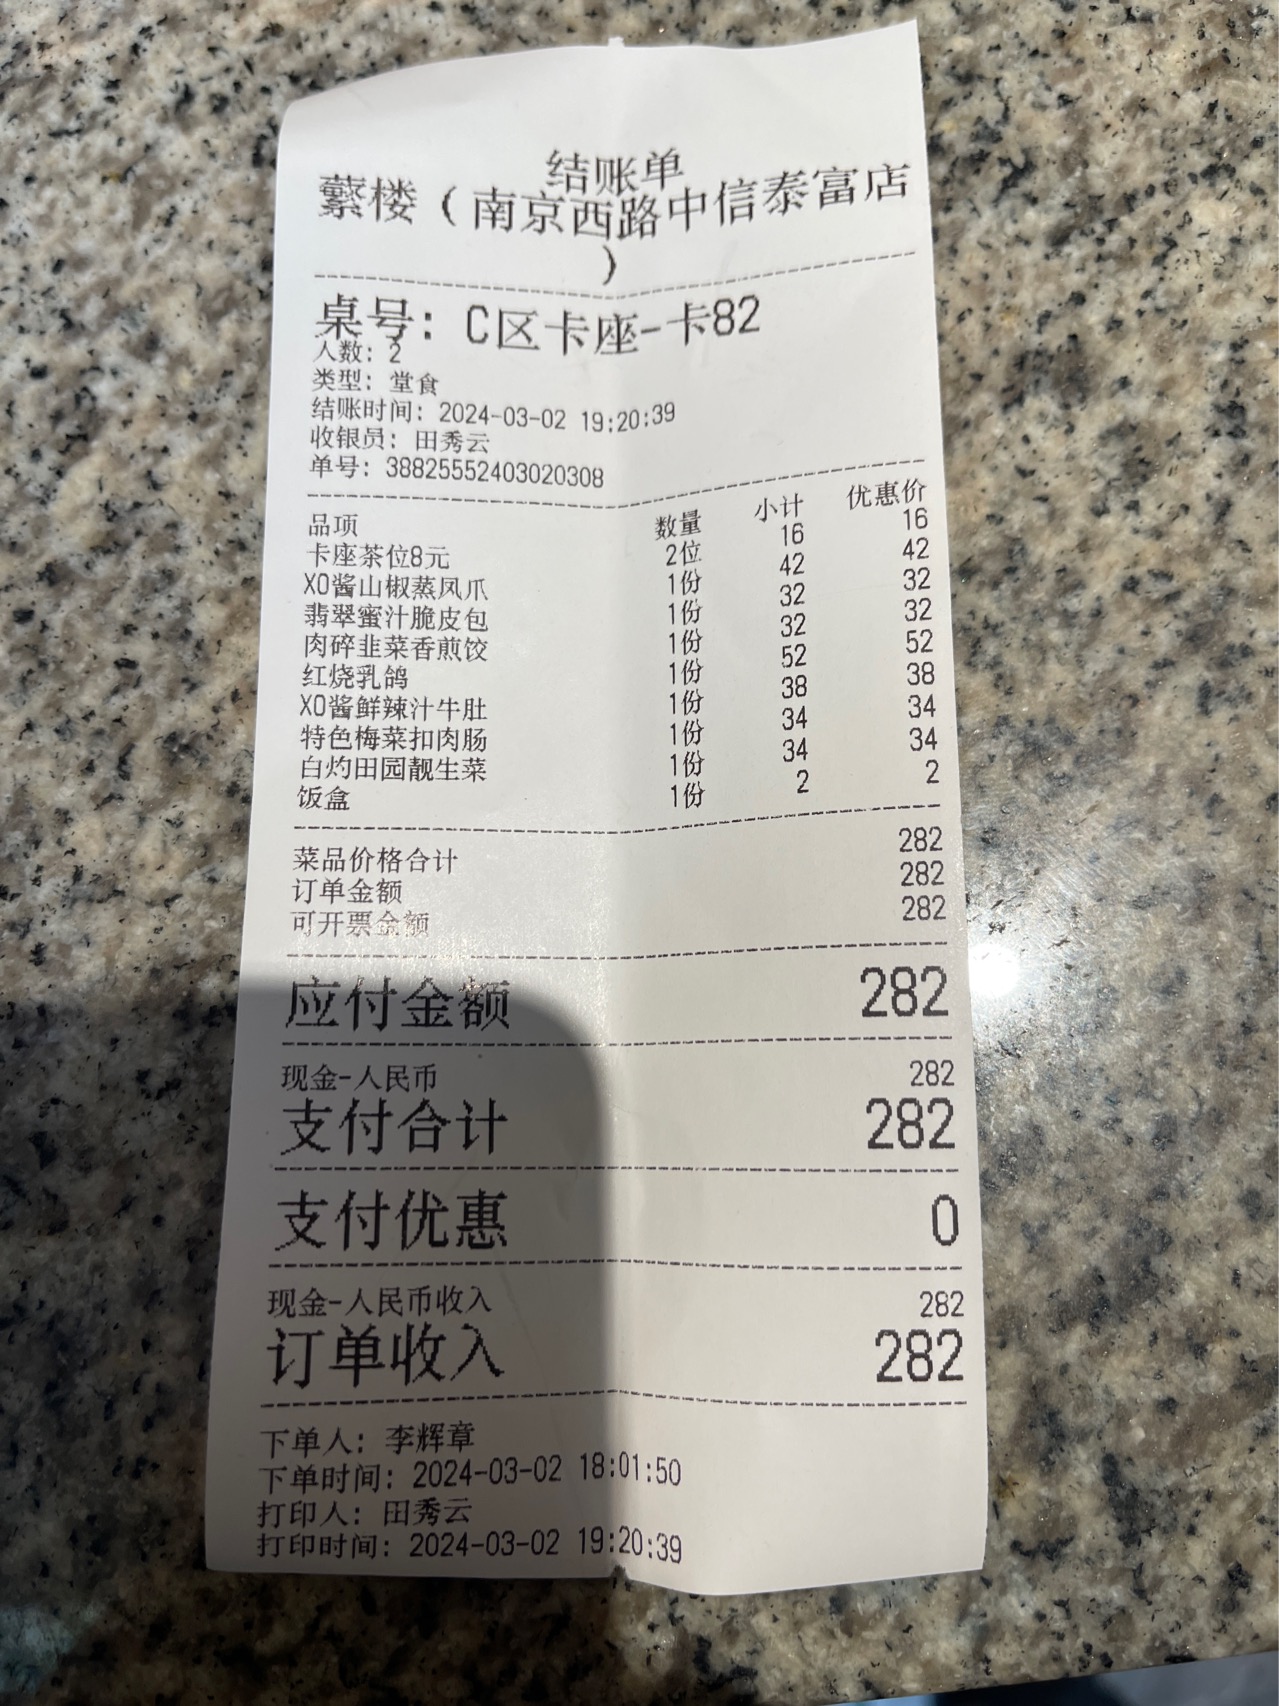 结账单
蘩楼（南京西路中信泰富店
）
桌号：C区卡座-卡82
人数：2
类型：堂食
结账时间：2024-03-02 19:20:39
收银员：田秀云
单号：38825552403020308
品项 数量 小计 优惠价
卡座茶位8元 2位 16 16
XO酱山椒蒸凤爪 1份 42 42
翡翠蜜汁脆皮包 1份 32 32
肉碎韭菜香煎饺 1份 32 32
红烧乳鸽 1份 52 52
XO酱鲜辣汁牛肚 1份 38 38
特色梅菜扣肉肠 1份 34 34
白灼田园靓生菜 1份 34 34
饭盒 1份 2 2
菜品价格合计 282
订单金额 282
可开票金额 282
应付金额 282
现金-人民币 282
支付合计 282
支付优惠 0
现金-人民币收入 282
订单收入 282
下单人：李辉章
下单时间：2024-03-02 18:01:50
打印人：田秀云
打印时间：2024-03-02 19:20:39